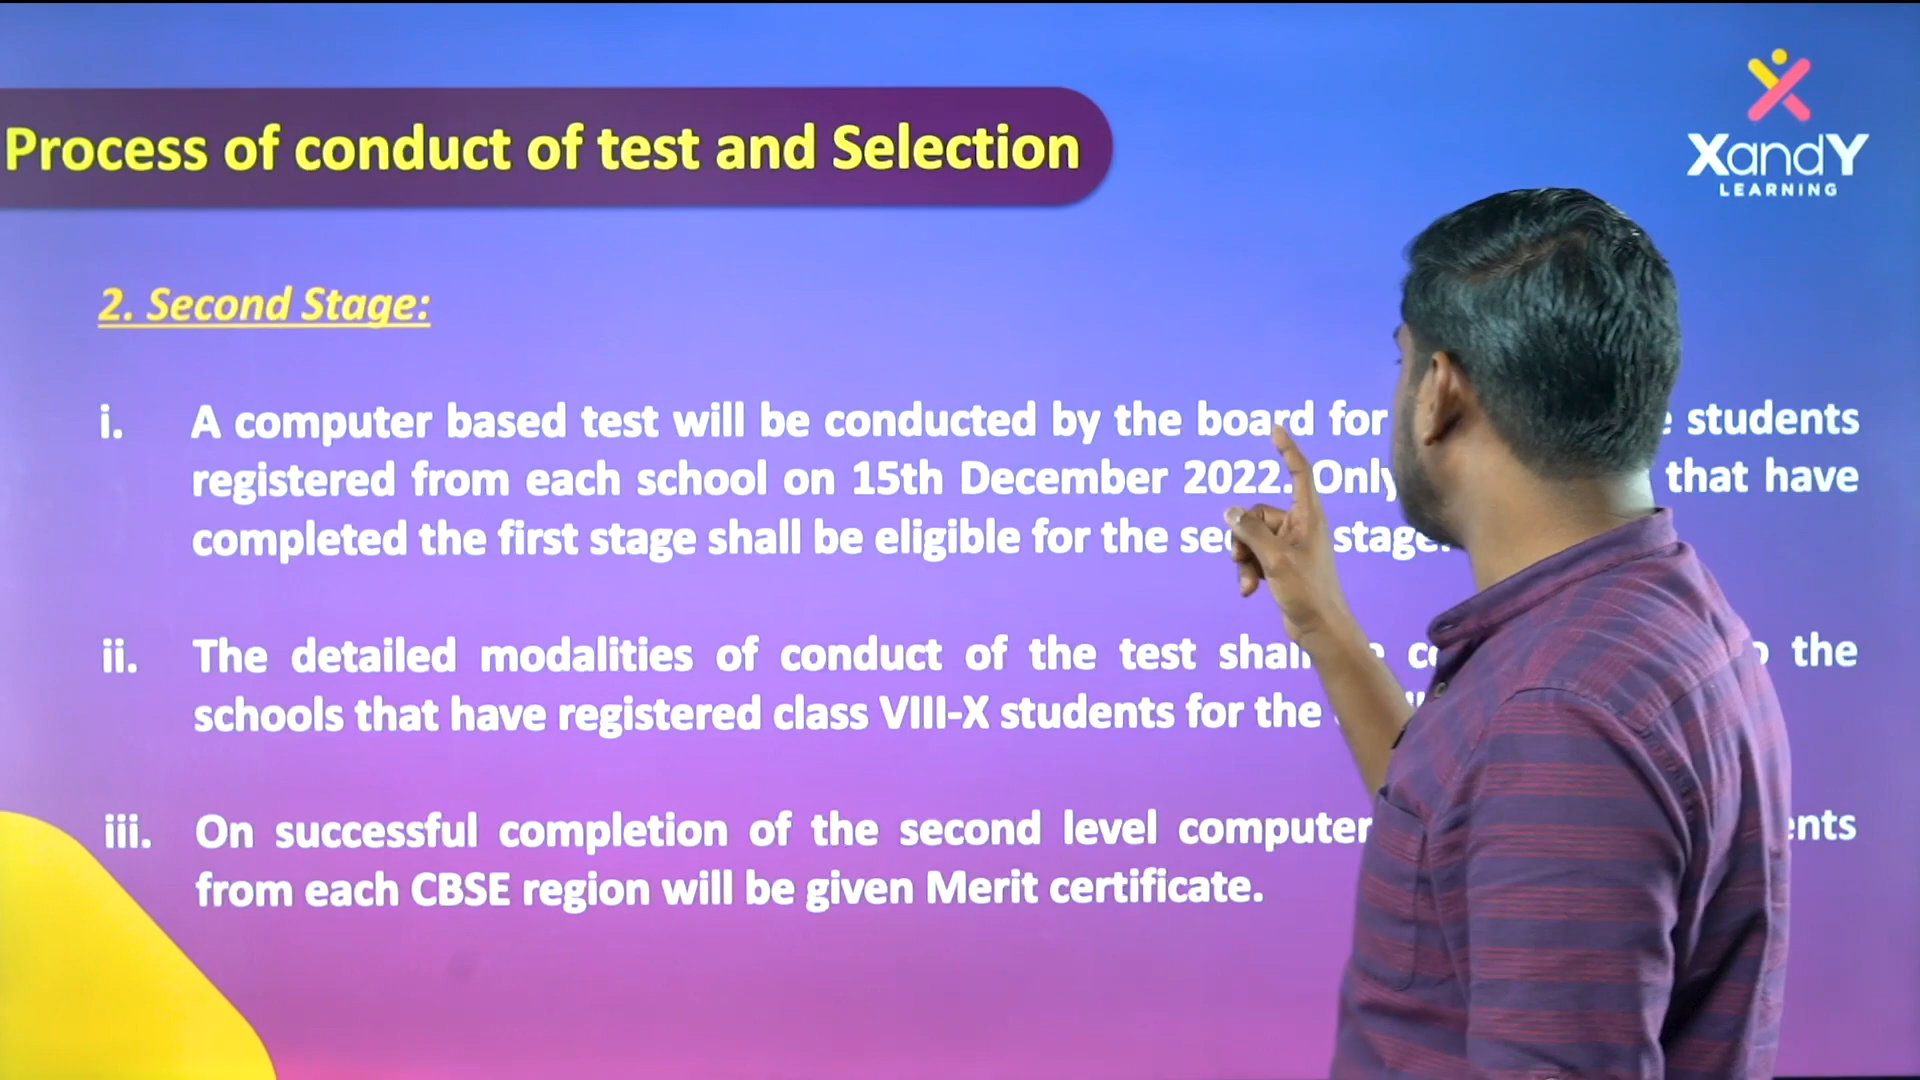 XandY
LEARNING
Process of conduct of test and Selection
2. Second Stage:
i. A computer based test will be conducted by the board for students
registered from each school on 15th December 2022. Only that have
completed the first stage shall be eligible for the stage.
ii. The detailed modalities of conduct of the test the
schools that have registered class VIII-X students for the
iii. On successful completion of the second level computer
from each CBSE region will be given Merit certificate.